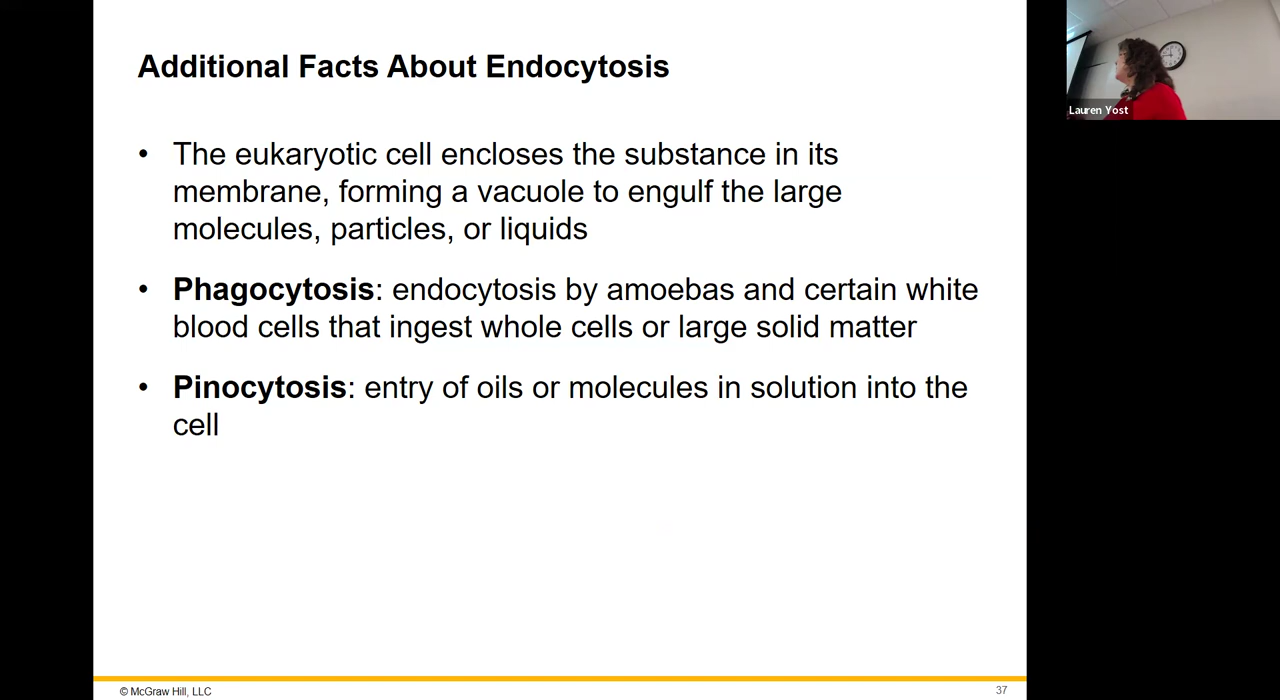 Additional Facts About Endocytosis
• The eukaryotic cell encloses the substance in its
membrane, forming a vacuole to engulf the large
molecules, particles, or liquids
• Phagocytosis: endocytosis by amoebas and certain white
blood cells that ingest whole cells or large solid matter
• Pinocytosis: entry of oils or molecules in solution into the
cell
© McGraw Hill, LLC
37
Lauren Yost